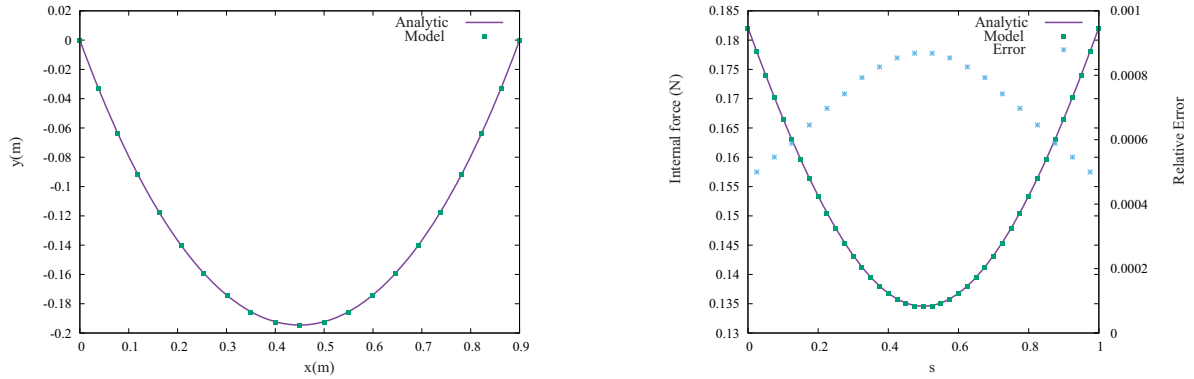 Analytic
Model
0
-0.02
-0.04
-0.06
-0.08
-0.1
-0.12
-0.14
-0.16
-0.18
-0.2
y(m)
0 0.1 0.2 0.3 0.4 0.5 0.6 0.7 0.8 0.9
x(m)
Analytic
Model
Error
0.185
0.18
0.175
0.17
0.165
0.16
0.155
0.15
0.145
0.14
0.135
0.13
Internal force (N)
0 0.2 0.4 0.6 0.8 1
s
0.001
0.0008
0.0006
0.0004
0.0002
0
Relative Error